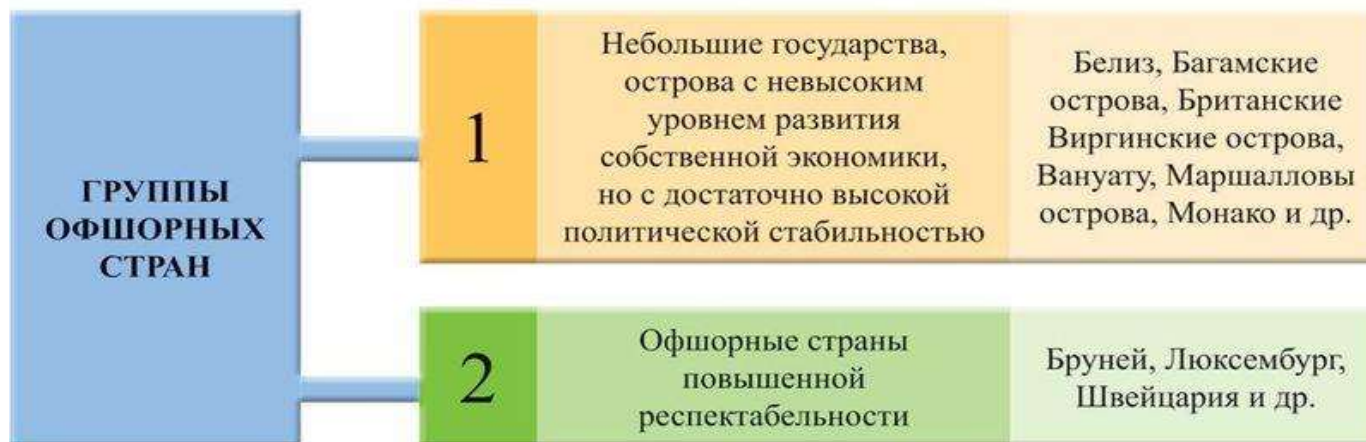 ГРУППЫ
ОФШОРНЫХ
СТРАН
1
Небольшие государства,
острова с невысоким
уровнем развития
собственной экономики,
но с достаточно высокой
политической стабильностью
Белиз, Багамские
острова, Британские
Виргинские острова,
Вануату, Маршалловы
острова, Монако и др.
2
Офшорные страны
повышенной
респектабельности
Бруней, Люксембург,
Швейцария и др.